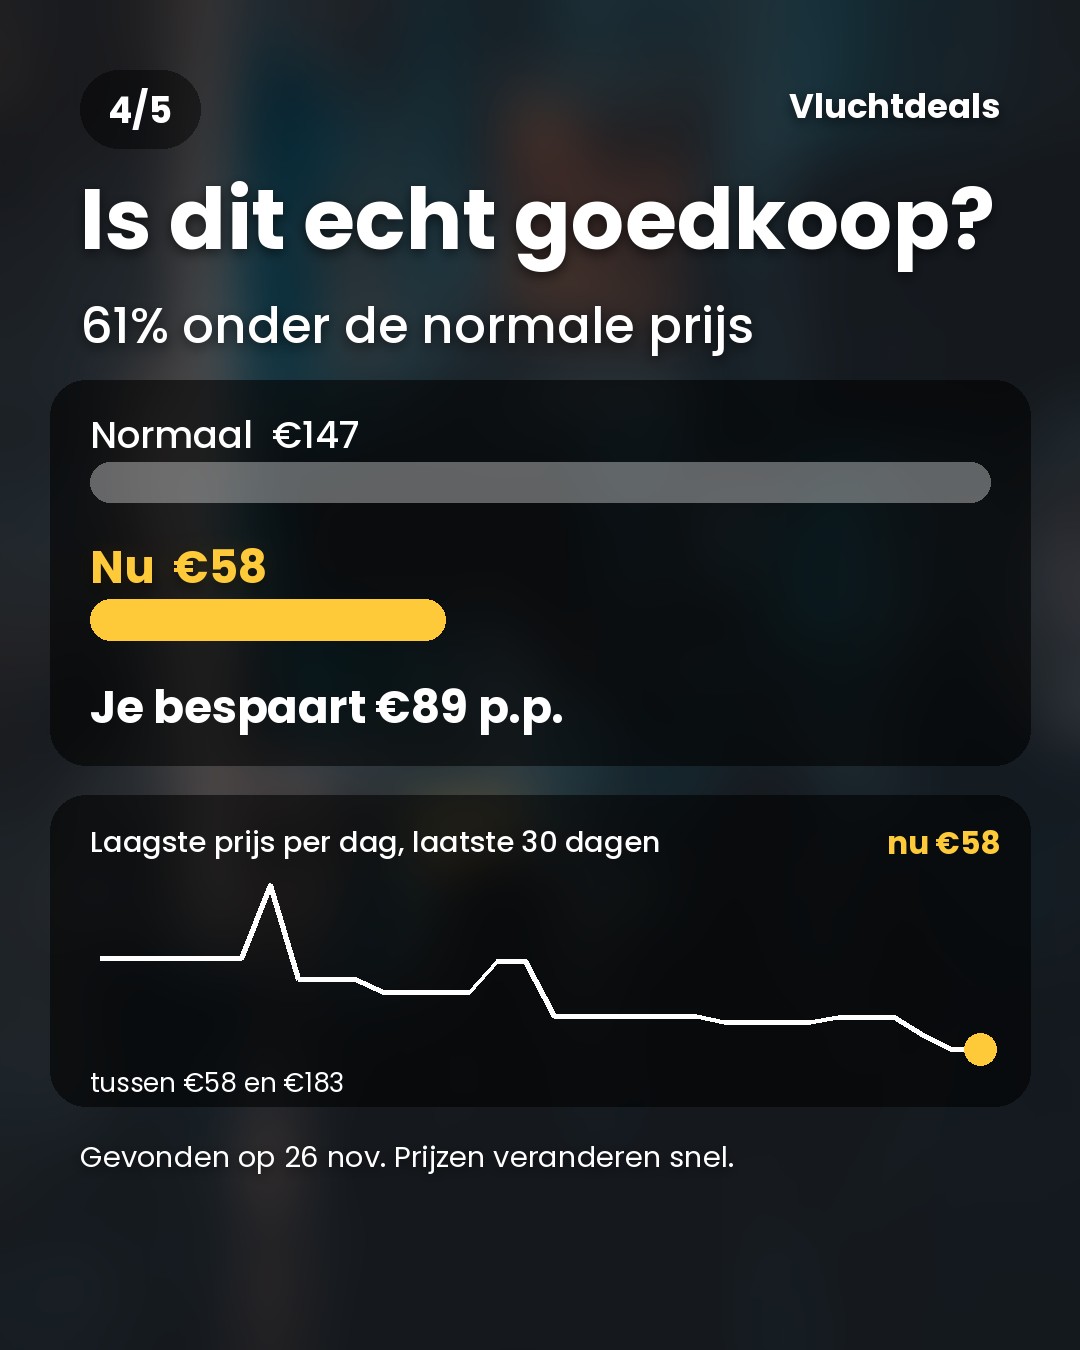 4/5
Vluchtdeals
Is dit echt goedkoop?
61% onder de normale prijs
Normaal €147
Nu €58
Je bespaart €89 p.p.
Laagste prijs per dag, laatste 30 dagen
nu €58
tussen €58 en €183
Gevonden op 26 nov. Prijzen veranderen snel.